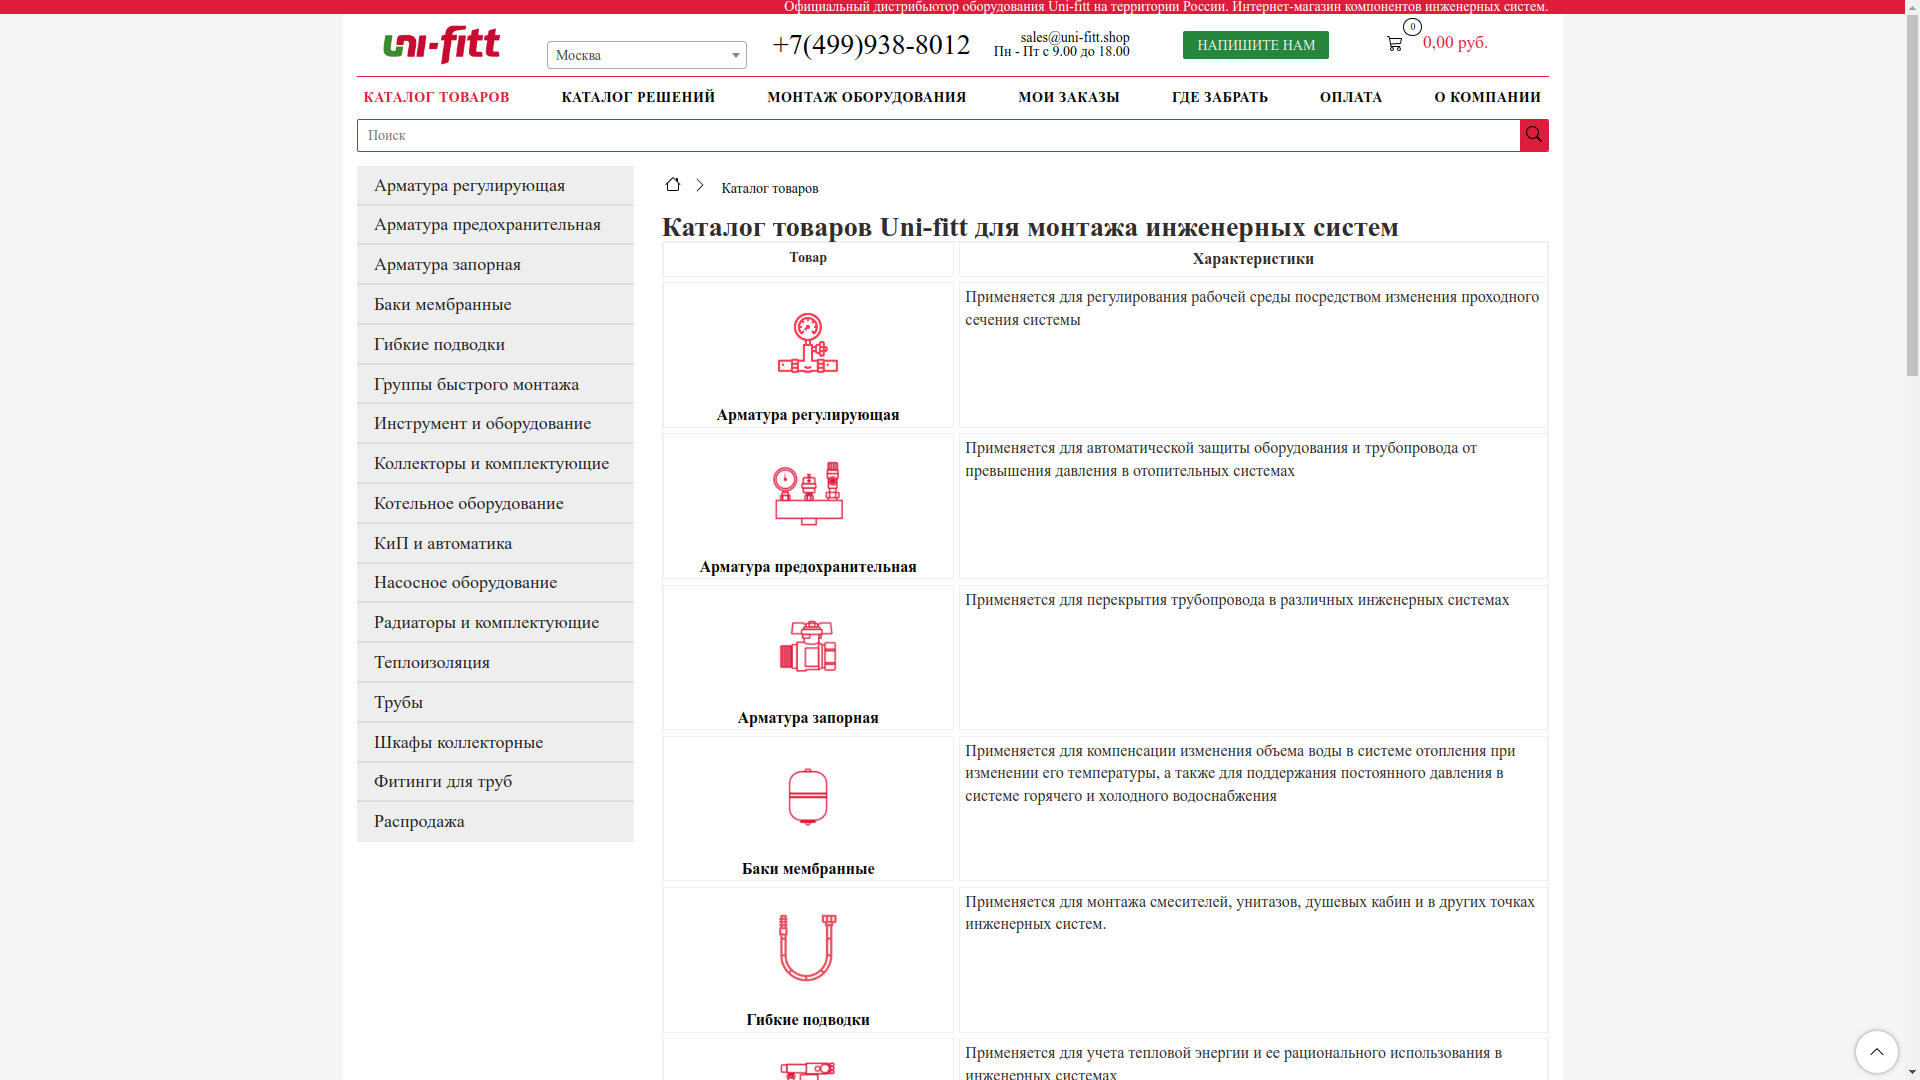 Официальный дистрибьютор оборудования Uni-fitt на территории России. Интернет-магазин компонентов инженерных систем.
uni-fitt
Москва
+7(499)938-8012
sales@uni-fitt.shop
Пн - Пт с 9.00 до 18.00
НАПИШИТЕ НАМ
0
0,00 руб.
КАТАЛОГ ТОВАРОВ
КАТАЛОГ РЕШЕНИЙ
МОНТАЖ ОБОРУДОВАНИЯ
МОИ ЗАКАЗЫ
ГДЕ ЗАБРАТЬ
ОПЛАТА
О КОМПАНИИ
Поиск
Арматура регулирующая
Арматура предохранительная
Арматура запорная
Баки мембранные
Гибкие подводки
Группы быстрого монтажа
Инструмент и оборудование
Коллекторы и комплектующие
Котельное оборудование
КиП и автоматика
Насосное оборудование
Радиаторы и комплектующие
Теплоизоляция
Трубы
Шкафы коллекторные
Фитинги для труб
Распродажа
Каталог товаров
Каталог товаров Uni-fitt для монтажа инженерных систем
Товар
Характеристики
Арматура регулирующая
Применяется для регулирования рабочей среды посредством изменения проходного
сечения системы
Арматура предохранительная
Применяется для автоматической защиты оборудования и трубопровода от
превышения давления в отопительных системах
Арматура запорная
Применяется для перекрытия трубопровода в различных инженерных системах
Баки мембранные
Применяется для компенсации изменения объема воды в системе отопления при
изменении его температуры, а также для поддержания постоянного давления в
системе горячего и холодного водоснабжения
Гибкие подводки
Применяется для монтажа смесителей, унитазов, душевых кабин и в других точках
инженерных систем.
Применяется для учета тепловой энергии и ее рационального использования в
инженерных системах